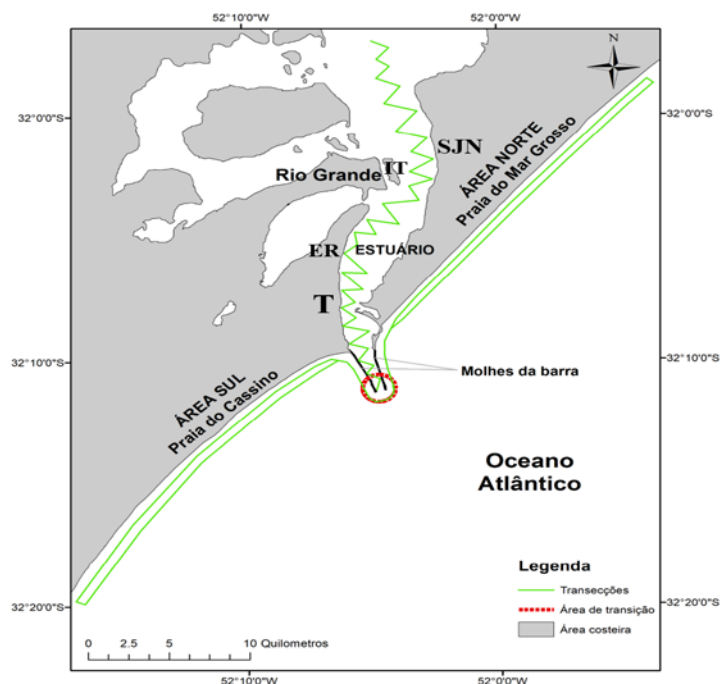 52°10'0"W
52°0'0"W
N
32°0'0"S
32°0'0"S
SJN
ÁREA NORTE
Praia do Mar Grosso
IT
Rio Grande
ER
ESTUÁRIO
T
32°10'0"S
32°10'0"S
Molhes da barra
ÁREA SUL
Praia do Cassino
Oceano
Atlântico
Legenda
Transecções
Área de transição
Área costeira
32°20'0"S
32°20'0"S
0 2.5 5 10 Quilometros
52°10'0"W
52°0'0"W